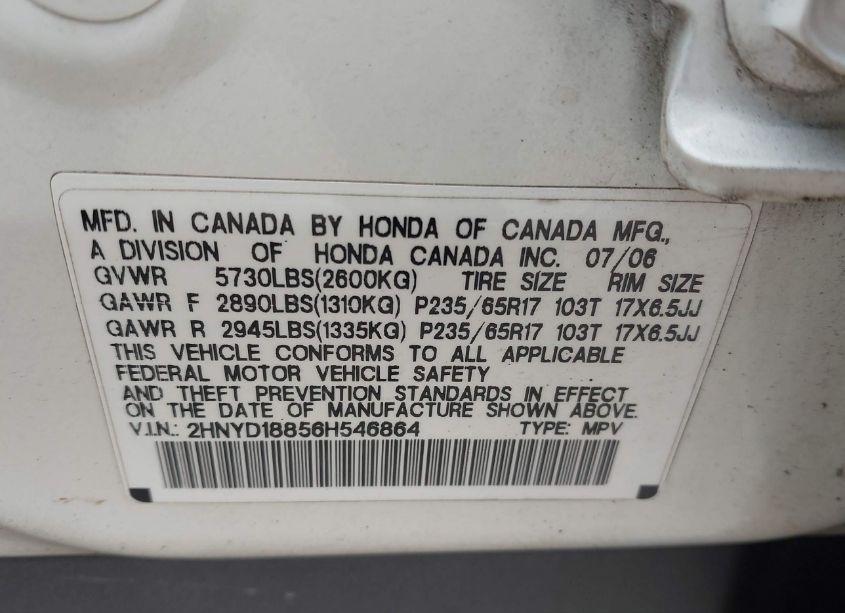 MFD. IN CANADA BY HONDA OF CANADA MFG.,
A DIVISION OF HONDA CANADA INC. 07/06
GVWR 5730LBS(2600KG) TIRE SIZE RIM SIZE
GAWR F 2890LBS(1310KG) P235/65R17 103T 17X6.5JJ
GAWR R 2945LBS(1335KG) P235/65R17 103T 17X6.5JJ
THIS VEHICLE CONFORMS TO ALL APPLICABLE
FEDERAL MOTOR VEHICLE SAFETY
AND THEFT PREVENTION STANDARDS IN EFFECT
ON THE DATE OF MANUFACTURE SHOWN ABOVE.
V.I.N.: 2HNYD18856H546864 TYPE: MPV